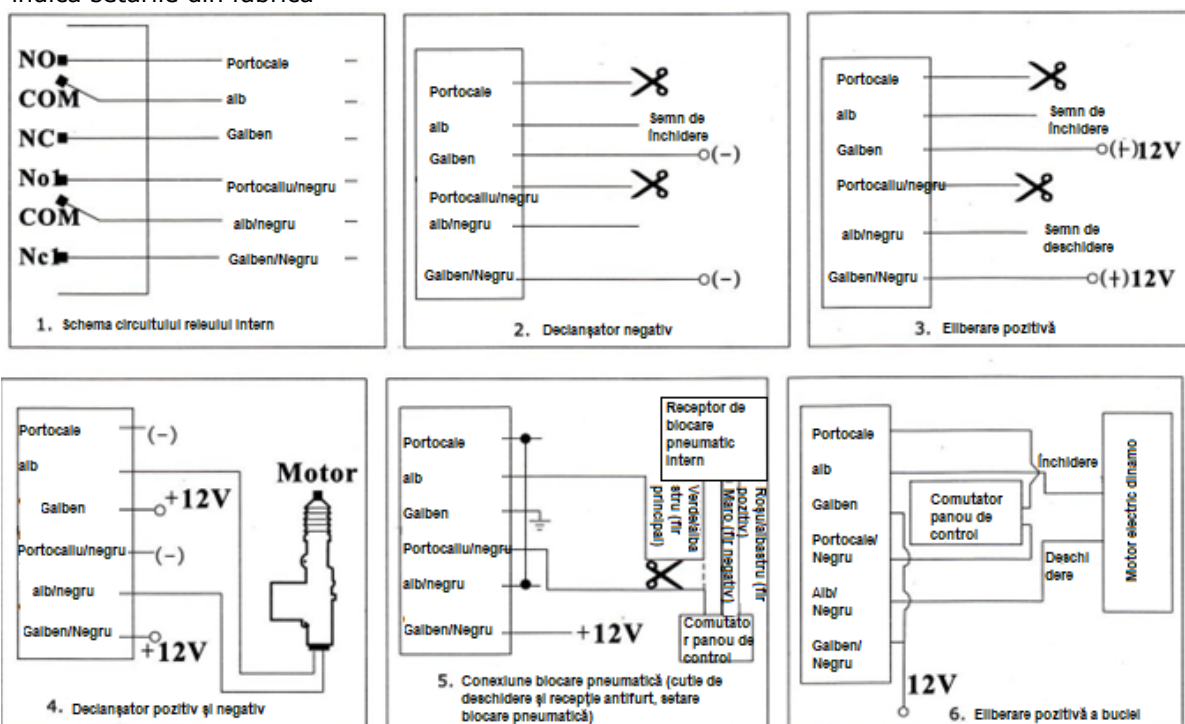 indică setările din fabrică
NO
COM
NC
No1
COM
Nc1
Portocale
alb
Galben
Portocaliu/negru
alb/negru
Galben/Negru
1. Schema circuitului releului intern
Portocale
alb
Galben
Portocaliu/negru
alb/negru
Galben/Negru
Semn de
închidere
(-)
(-)
2. Declanșator negativ
Portocale
alb
Galben
Portocaliu/negru
alb/negru
Galben/Negru
Semn de
închidere
(+)12V
Semn de
deschidere
(+)12V
3. Eliberare pozitivă
Portocale
alb
Galben
Portocaliu/negru
alb/negru
Galben/Negru
(-)
+12V
(-)
+12V
Motor
4. Declanșator pozitiv și negativ
Portocale
alb
Galben
Portocaliu/negru
alb/negru
Galben/Negru
+12V
Receptor de
blocare
pneumatic
intern
Verde/alba
stru (fir
principal)
Maro (fir negativ)
Rioșu/albastru (fir
pozitiv)
Comutato
r panou de
control
5. Conexiune blocare pneumatică (cutie de
deschidere și recepție antifurt, setare
blocare pneumatică)
Portocale
alb
Galben
Portocale/
Negru
Alb/
Negru
Galben/
Negru
Închidere
Comutator
panou de
control
Deschi
dere
Motor electric dinamo
12V
6. Eliberare pozitivă a buclei